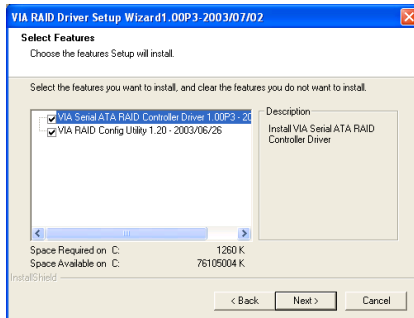 VIA RAID Driver Setup Wizard1.00P3-2003/07/02
Select Features
Choose the features Setup will install.
Select the features you want to install, and clear the features you do not want to install.
VIA Serial ATA RAID Controller Driver 1.00P3 - 20
VIA RAID Config Utility 1.20 - 2003/06/26
Description
Install VIA Serial ATA RAID
Controller Driver
Space Required on C: 1260 K
Space Available on C: 76105004 K
InstallShield
< Back Next > Cancel